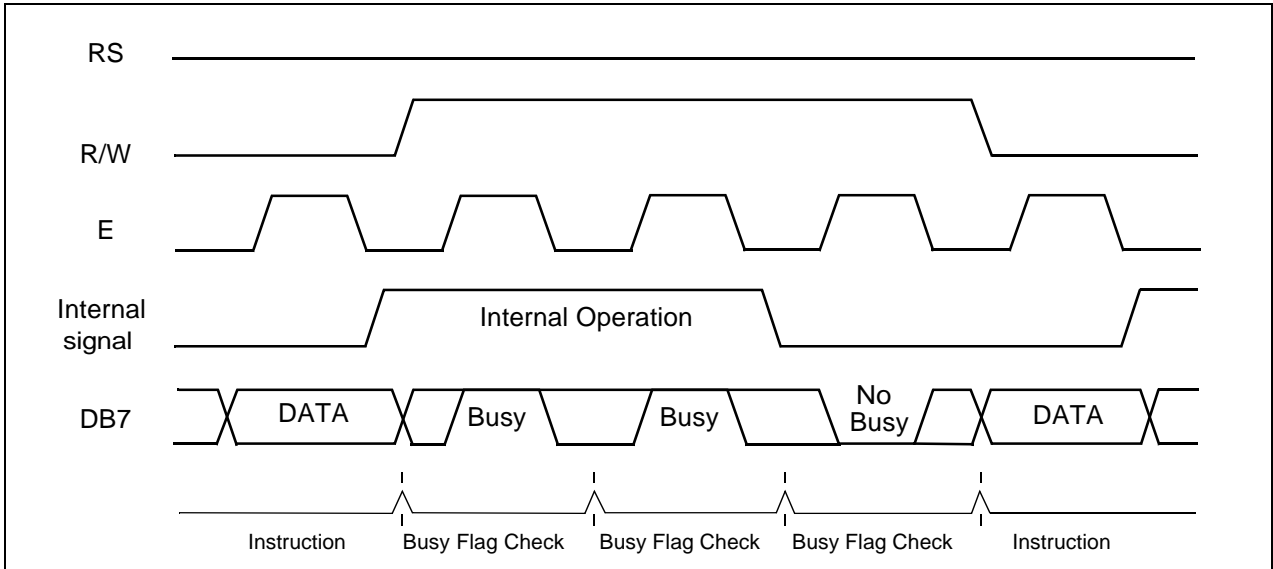 RS
R/W
E
Internal
signal
Internal Operation
DB7
DATA
Busy
Busy
No
Busy
DATA
Instruction
Busy Flag Check
Busy Flag Check
Busy Flag Check
Instruction